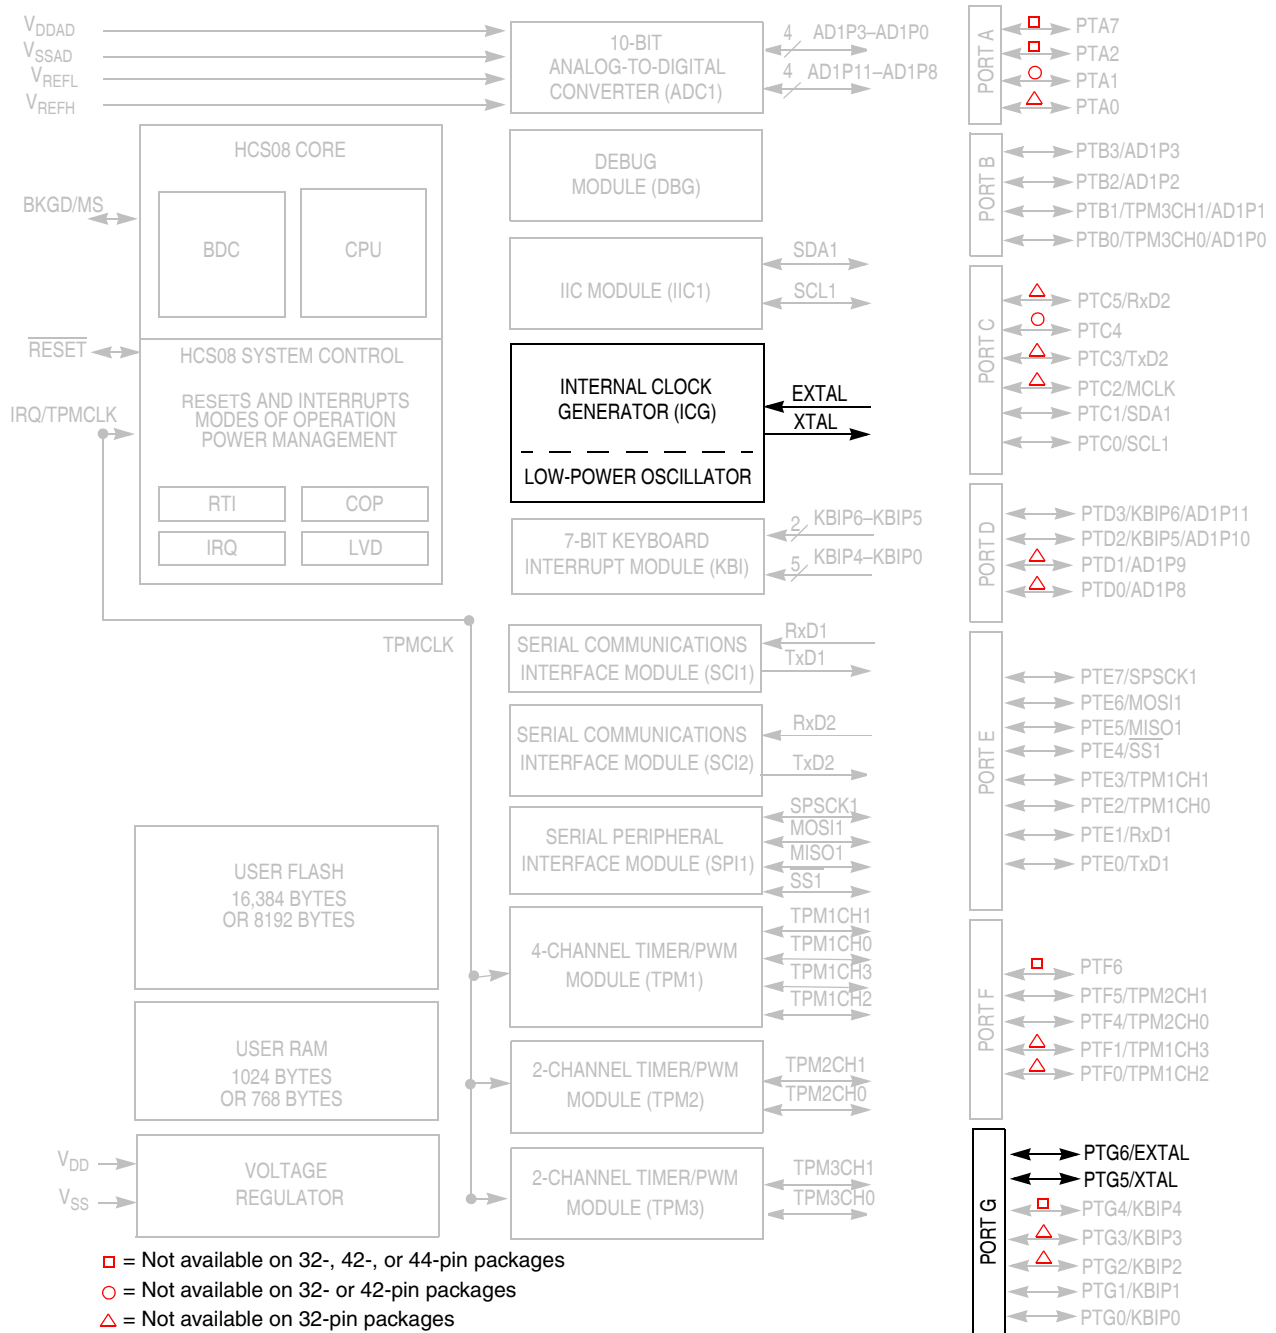 V_DDAD
V_SSAD
V_REFL
V_REFH
10-BIT
ANALOG-TO-DIGITAL
CONVERTER (ADC1)
4 AD1P3–AD1P0
4 AD1P11–AD1P8
HCS08 CORE
BDC
CPU
BKGD/MS
DEBUG
MODULE (DBG)
IIC MODULE (IIC1)
SDA1
SCL1
RESET
IRQ/TPMCLK
HCS08 SYSTEM CONTROL
RESETS AND INTERRUPTS
MODES OF OPERATION
POWER MANAGEMENT
RTI
COP
IRQ
LVD
INTERNAL CLOCK
GENERATOR (ICG)
LOW-POWER OSCILLATOR
EXTAL
XTAL
7-BIT KEYBOARD
INTERRUPT MODULE (KBI)
2 KBIP6–KBIP5
5 KBIP4–KBIP0
TPMCLK
SERIAL COMMUNICATIONS
INTERFACE MODULE (SCI1)
RxD1
TxD1
SERIAL COMMUNICATIONS
INTERFACE MODULE (SCI2)
RxD2
TxD2
SERIAL PERIPHERAL
INTERFACE MODULE (SPI1)
SPSCK1
MOSI1
MISO1
SS1
USER FLASH
16,384 BYTES
OR 8192 BYTES
4-CHANNEL TIMER/PWM
MODULE (TPM1)
TPM1CH1
TPM1CH0
TPM1CH3
TPM1CH2
USER RAM
1024 BYTES
OR 768 BYTES
2-CHANNEL TIMER/PWM
MODULE (TPM2)
TPM2CH1
TPM2CH0
V_DD
V_SS
VOLTAGE
REGULATOR
2-CHANNEL TIMER/PWM
MODULE (TPM3)
TPM3CH1
TPM3CH0
PORT A
PTA7
PTA2
PTA1
PTA0
PORT B
PTB3/AD1P3
PTB2/AD1P2
PTB1/TPM3CH1/AD1P1
PTB0/TPM3CH0/AD1P0
PORT C
PTC5/RxD2
PTC4
PTC3/TxD2
PTC2/MCLK
PTC1/SDA1
PTC0/SCL1
PORT D
PTD3/KBIP6/AD1P11
PTD2/KBIP5/AD1P10
PTD1/AD1P9
PTD0/AD1P8
PORT E
PTE7/SPSCK1
PTE6/MOSI1
PTE5/MISO1
PTE4/SS1
PTE3/TPM1CH1
PTE2/TPM1CH0
PTE1/RxD1
PTE0/TxD1
PORT F
PTF6
PTF5/TPM2CH1
PTF4/TPM2CH0
PTF1/TPM1CH3
PTF0/TPM1CH2
PORT G
PTG6/EXTAL
PTG5/XTAL
PTG4/KBIP4
PTG3/KBIP3
PTG2/KBIP2
PTG1/KBIP1
PTG0/KBIP0
□ = Not available on 32-, 42-, or 44-pin packages
○ = Not available on 32- or 42-pin packages
△ = Not available on 32-pin packages